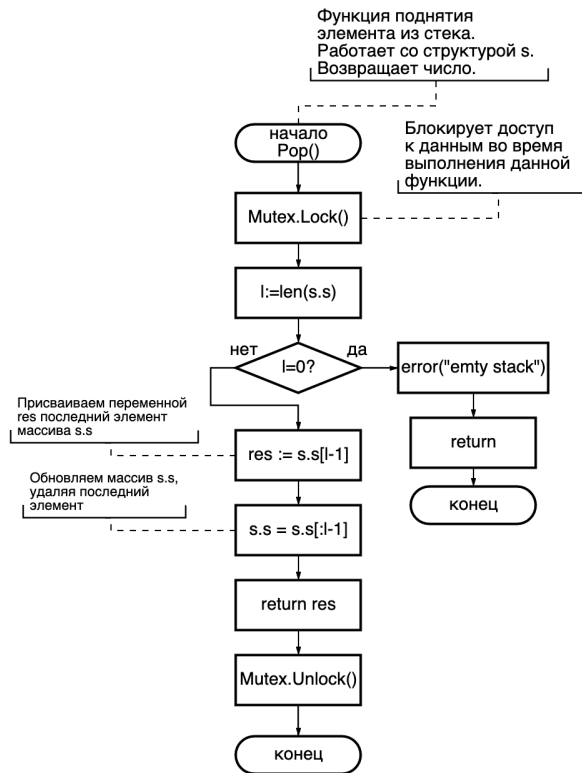 Функция поднятия
элемента из стека.
Работает со структурой s.
Возвращает число.
начало
Pop()
Блокирует доступ
к данным во время
выполнения данной
функции.
Mutex.Lock()
l:=len(s.s)
нет
да
l=0?
error("emty stack")
return
конец
Присваиваем переменной
res последний элемент
массива s.s
res := s.s[l-1]
Обновляем массив s.s,
удаляя последний
элемент
s.s = s.s[:l-1]
return res
Mutex.Unlock()
конец